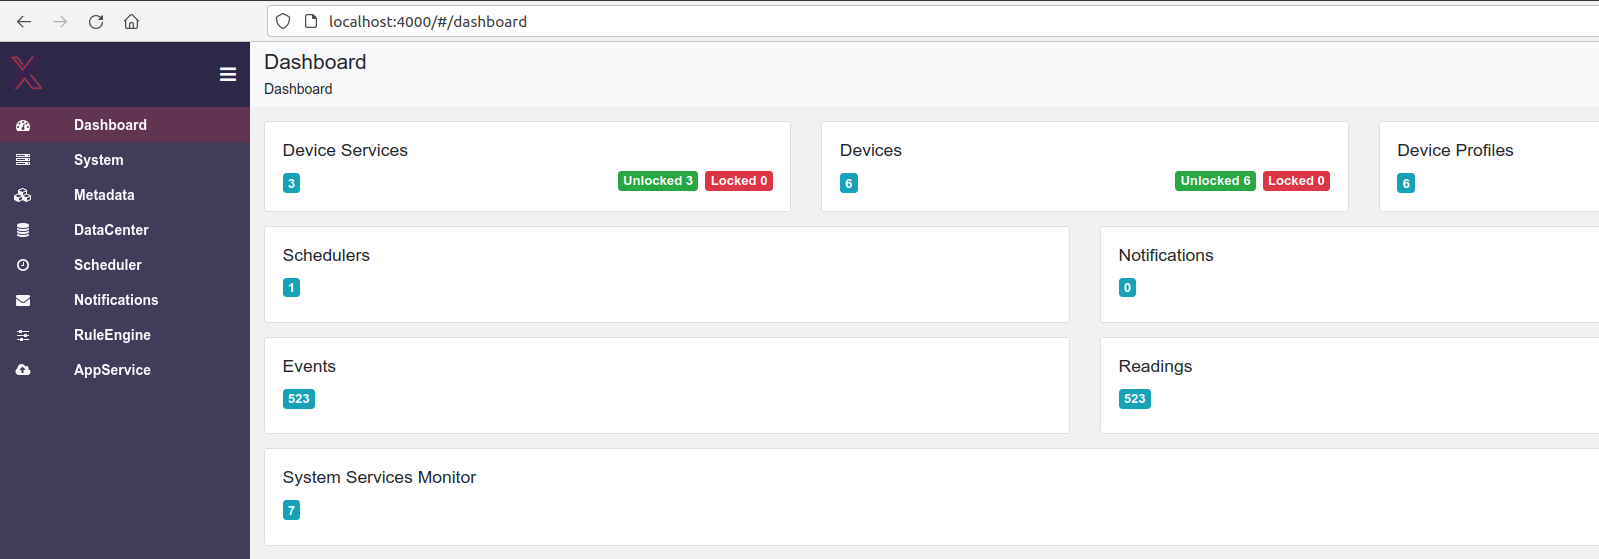 localhost:4000/#/dashboard
Dashboard
System
Metadata
DataCenter
Scheduler
Notifications
RuleEngine
AppService
Dashboard
Dashboard
Device Services
3 Unlocked 3 Locked 0
Devices
6 Unlocked 6 Locked 0
Device Profiles
6
Schedulers
1
Notifications
0
Events
523
Readings
523
System Services Monitor
7